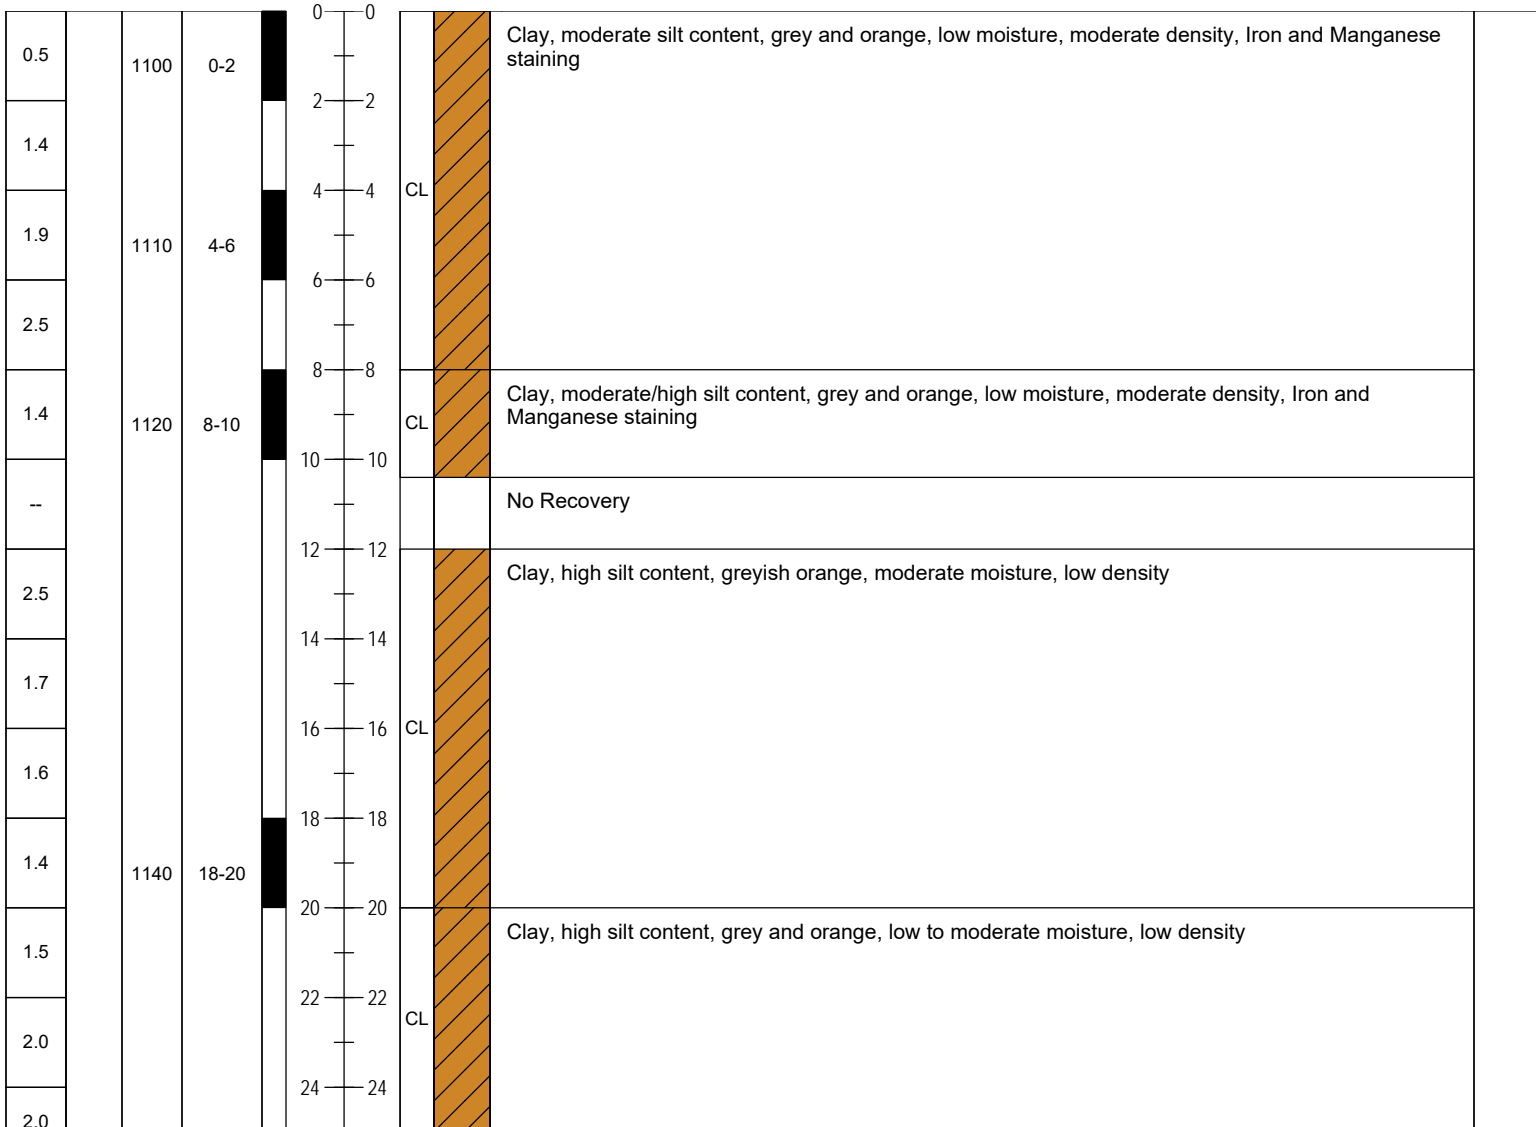 0 0
Clay, moderate silt content, grey and orange, low moisture, moderate density, Iron and Manganese
staining
0.5 1100 0-2
2 2
1.4
4 4 CL
1.9 1110 4-6
6 6
2.5
8 8
Clay, moderate/high silt content, grey and orange, low moisture, moderate density, Iron and
Manganese staining
1.4 1120 8-10 CL
10 10
-- No Recovery
12 12
Clay, high silt content, greyish orange, moderate moisture, low density
2.5
14 14
1.7
16 16 CL
1.6
18 18
1.4 1140 18-20
20 20
Clay, high silt content, grey and orange, low to moderate moisture, low density
1.5
22 22
CL
2.0
24 24
2.0